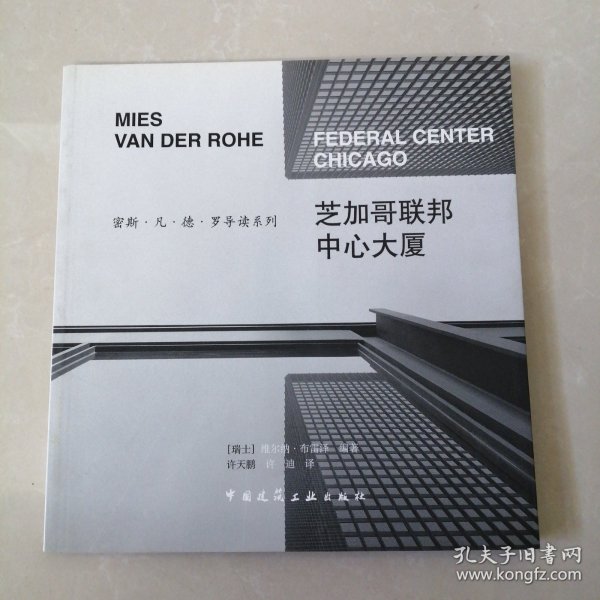 MIES
VAN DER ROHE
FEDERAL CENTER
CHICAGO
密斯·凡·德·罗导读系列
芝加哥联邦
中心大厦
[瑞士] 维尔纳·布雷泽 编著
许天鹏 许 迪 译
中国建筑工业出版社
孔夫子旧书网
www.kongfz.com